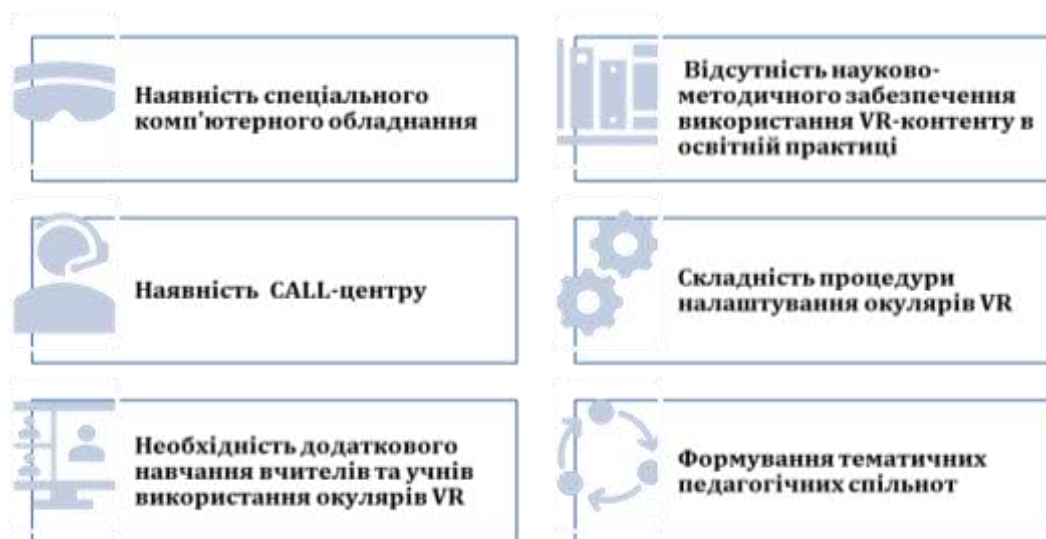 Наявність спеціального
комп'ютерного обладнання
Відсутність науково-
методичного забезпечення
використання VR-контенту в
освітній практиці
Наявність CALL-центру
Складність процедури
налаштування окулярів VR
Необхідність додаткового
навчання вчителів та учнів
використання окулярів VR
Формування тематичних
педагогічних спільнот